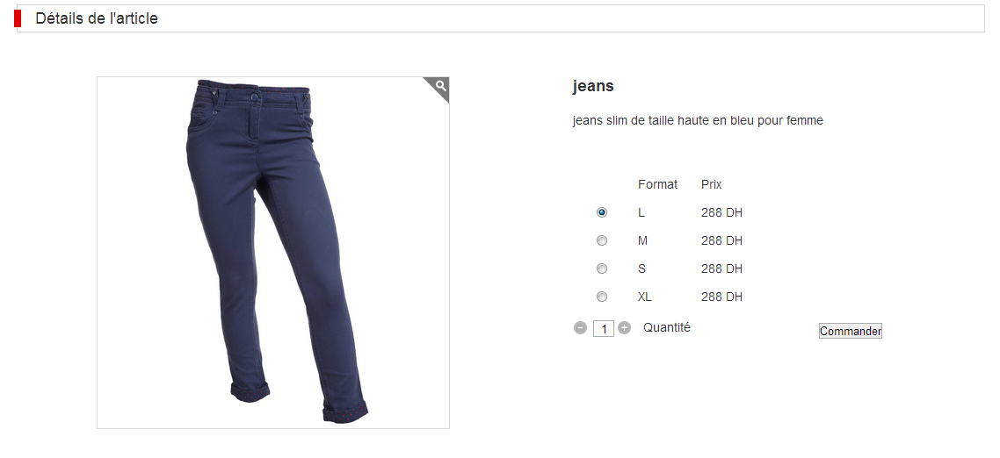 Détails de l'article
jeans
jeans slim de taille haute en bleu pour femme
Format Prix
L 288 DH
M 288 DH
S 288 DH
XL 288 DH
- 1 + Quantité Commander